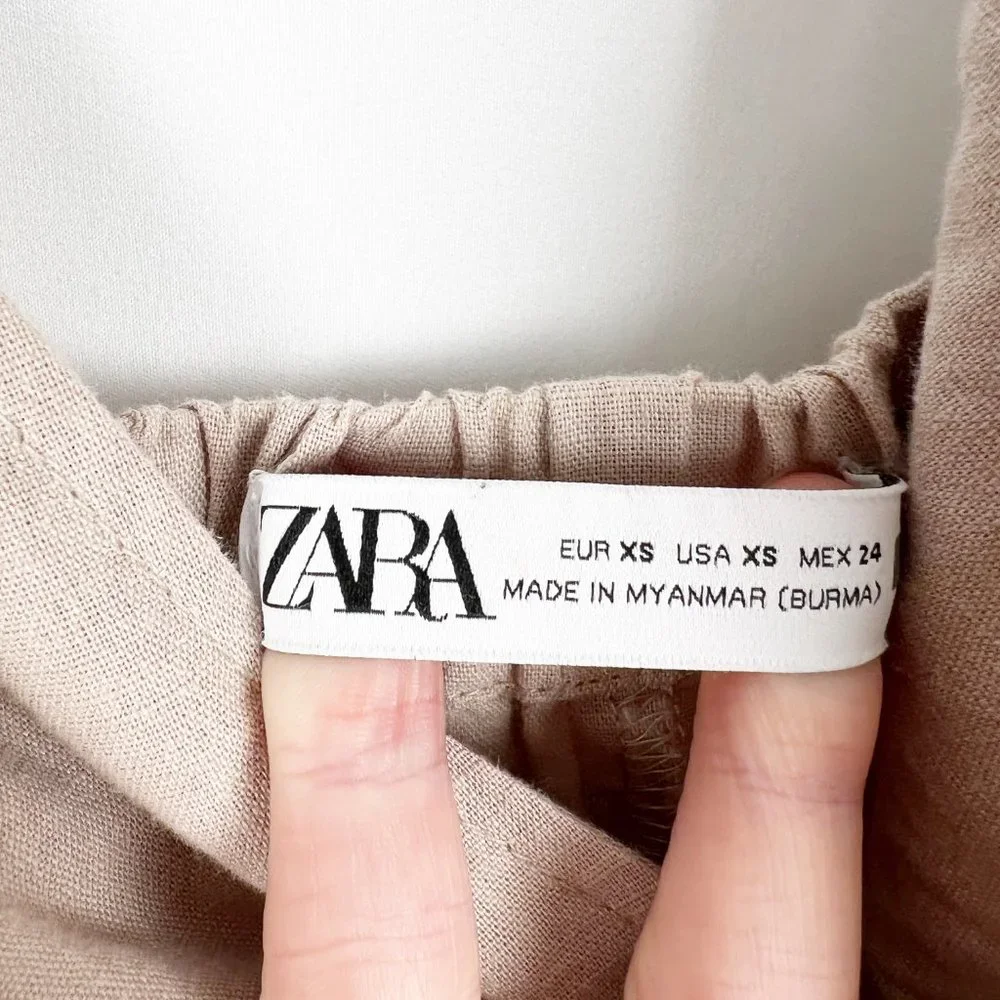 ZARA
EUR XS USA XS MEX 24
MADE IN MYANMAR (BURMA)